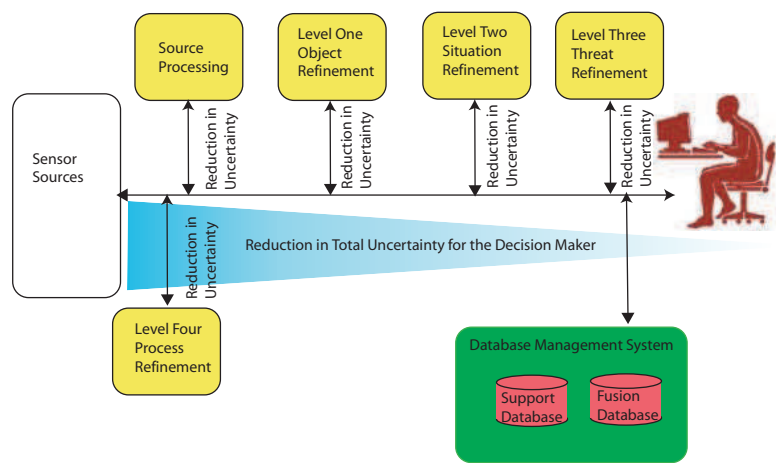 Source
Processing
Level One
Object
Refinement
Level Two
Situation
Refinement
Level Three
Threat
Refinement
Sensor
Sources
Reduction in
Uncertainty
Reduction in
Uncertainty
Reduction in
Uncertainty
Reduction in
Uncertainty
Reduction in
Uncertainty
Reduction in Total Uncertainty for the Decision Maker
Level Four
Process
Refinement
Database Management System
Support
Database
Fusion
Database